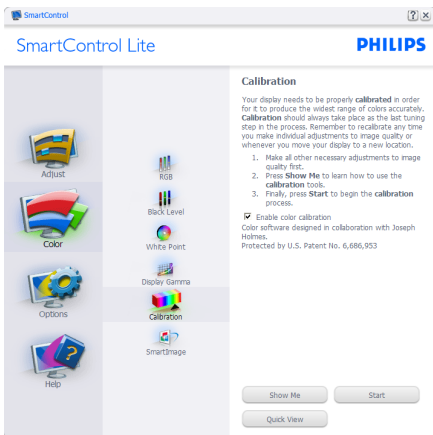 SmartControl
SmartControl Lite
PHILIPS
Adjust
Color
Options
Help
RGB
Black Level
White Point
Display Gamma
Calibration
SmartImage
Calibration
Your display needs to be properly calibrated in order
for it to produce the widest range of colors accurately.
Calibration should always take place as the last tuning
step in the process. Remember to recalibrate any time
you make individual adjustments to image quality or
whenever you move your display to a new location.
1. Make all other necessary adjustments to image
quality first.
2. Press Show Me to learn how to use the
calibration tools.
3. Finally, press Start to begin the calibration
process.
Enable color calibration
Color software designed in collaboration with Joseph
Holmes.
Protected by U.S. Patent No. 6,686,953
Show Me
Start
Quick View